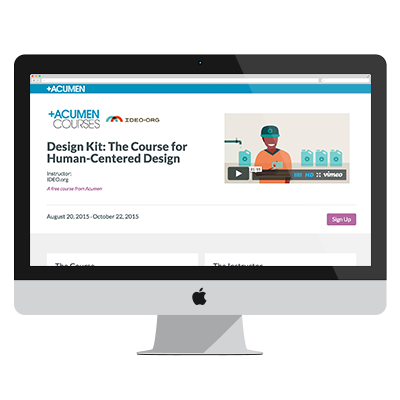 +ACUMEN
+ACUMEN
COURSES
IDEO.ORG
Design Kit: The Course for
Human-Centered Design
Instructor:
IDEO.org
A free course from Acumen
HD
vimeo
August 20, 2015 - October 22, 2015
Sign Up
The Course
The Instructor